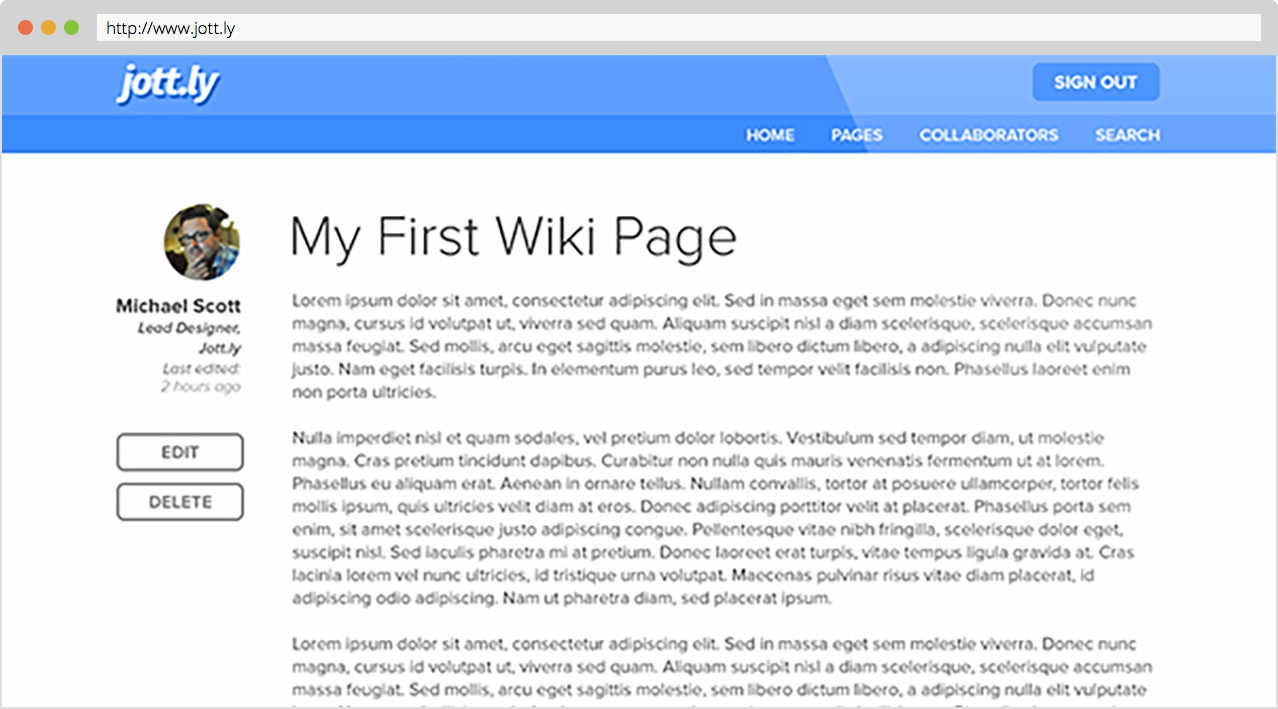 http://www.jott.ly
jott.ly
SIGN OUT
HOME PAGES COLLABORATORS SEARCH
My First Wiki Page
Michael Scott
Lead Designer,
Jott.ly
Last edited:
2 hours ago
EDIT
DELETE
Lorem ipsum dolor sit amet, consectetur adipiscing elit. Sed in massa eget sem molestie viverra. Donec nunc
magna, cursus id volutpat ut, viverra sed quam. Aliquam suscipit nisl a diam scelerisque, scelerisque accumsan
massa feugiat. Sed mollis, arcu eget sagittis molestie, sem libero dictum libero, a adipiscing nulla elit vulputate
justo. Nam eget facilisis turpis. In elementum purus leo, sed tempor velit facilisis non. Phasellus laoreet enim
non porta ultricies.
Nulla imperdiet nisl et quam sodales, vel pretium dolor lobortis. Vestibulum sed tempor diam, ut molestie
magna. Cras pretium tincidunt dapibus. Curabitur non nulla quis mauris venenatis fermentum ut at lorem.
Phasellus eu aliquam erat. Aenean in ornare tellus. Nullam convallis, tortor at posuere ullamcorper, tortor felis
mollis ipsum, quis ultricies velit diam at eros. Donec adipiscing porttitor velit at placerat. Phasellus porta sem
enim, sit amet scelerisque justo adipiscing congue. Pellentesque vitae nibh fringilla, scelerisque dolor eget,
suscipit nisl. Sed iaculis pharetra mi at pretium. Donec laoreet erat turpis, vitae tempus ligula gravida at. Cras
lacinia lorem vel nunc ultricies, id tristique urna volutpat. Maecenas pulvinar risus vitae diam placerat, id
adipiscing odio adipiscing. Nam ut pharetra diam, sed placerat ipsum.
Lorem ipsum dolor sit amet, consectetur adipiscing elit. Sed in massa eget sem molestie viverra. Donec nunc
magna, cursus id volutpat ut, viverra sed quam. Aliquam suscipit nisl a diam scelerisque, scelerisque accumsan
massa feugiat. Sed mollis, arcu eget sagittis molestie, sem libero dictum libero, a adipiscing nulla elit vulputate